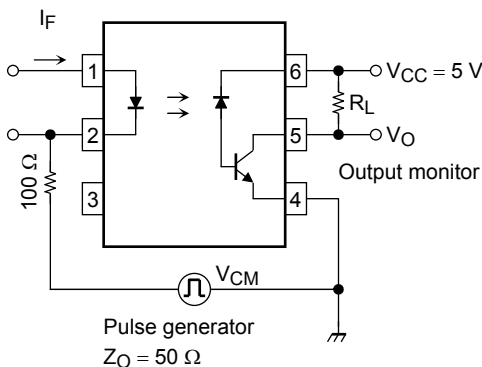 IF
1
6
VCC = 5 V
RL
2
5
VO
100 Ω
Output monitor
3
4
VCM
Pulse generator
ZO = 50 Ω